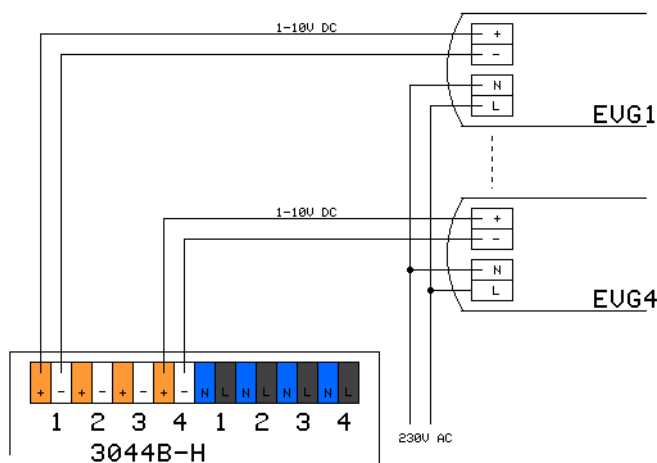 1-10V DC
+
-
N
L
EVG1
1-10V DC
+
-
N
L
EVG4
+ - + - + - + - N L N L N L N L
1 2 3 4 1 2 3 4
230V AC
3044B-H